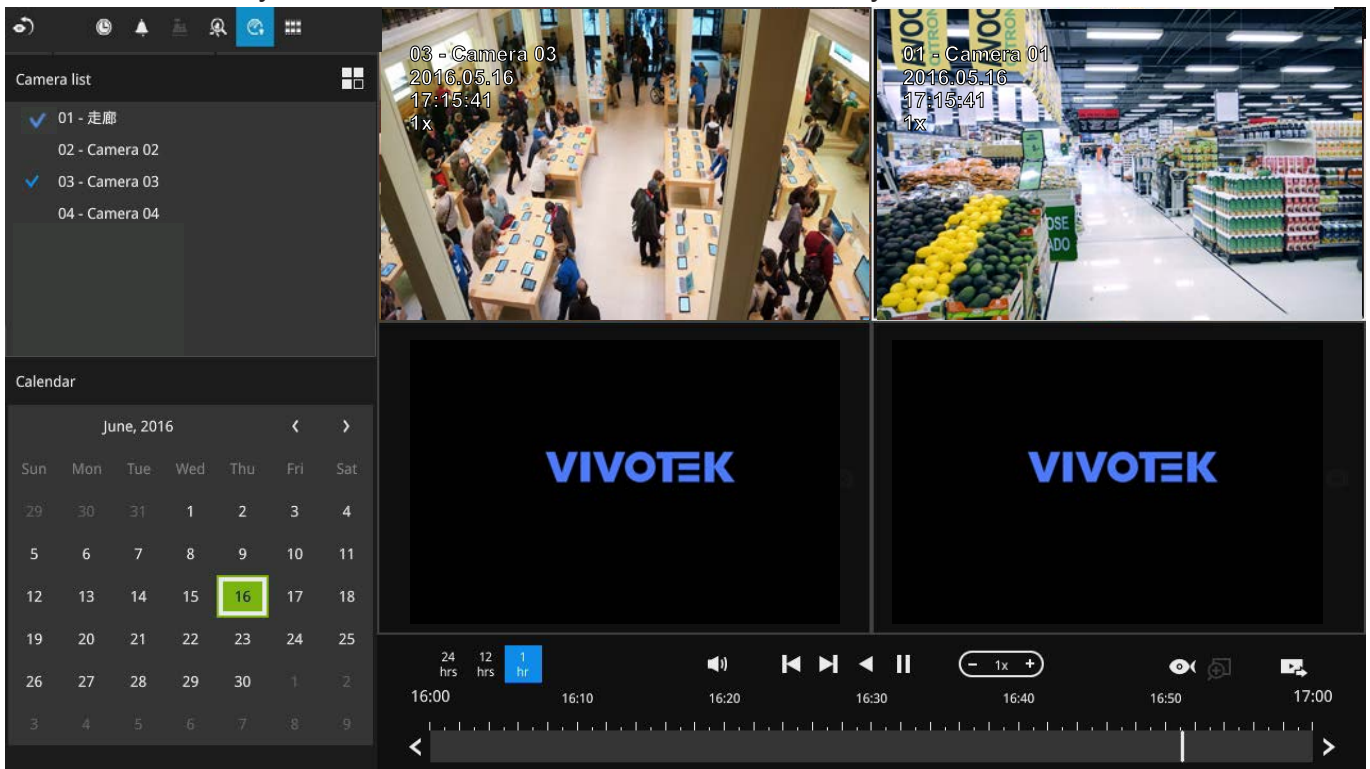 Camera list
01 - 走廊
02 - Camera 02
03 - Camera 03
04 - Camera 04
Calendar
June, 2016
Sun Mon Tue Wed Thu Fri Sat
29 30 31 1 2 3 4
5 6 7 8 9 10 11
12 13 14 15 16 17 18
19 20 21 22 23 24 25
26 27 28 29 30 1 2
3 4 5 6 7 8 9
03 - Camera 03
2016.05.16
17:15:41
1x
01 - Camera 01
2016.05.16
17:15:41
1x
VIVOTEK
VIVOTEK
24 hrs
12 hrs
1 hr
- 1x +
16:00 16:10 16:20 16:30 16:40 16:50 17:00